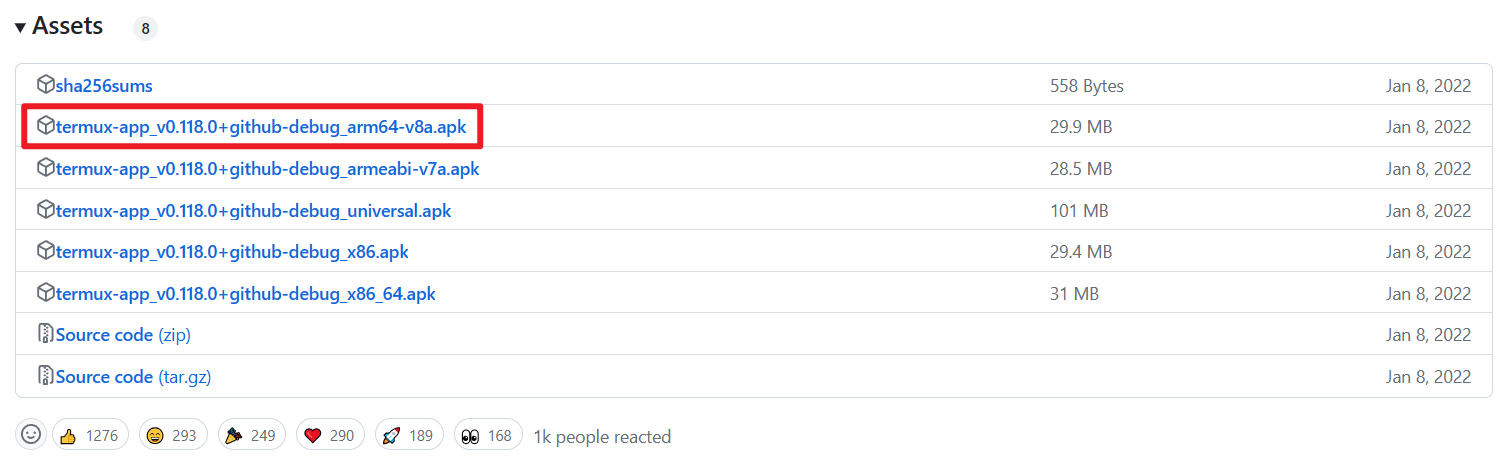 Assets 8
sha256sums 558 Bytes Jan 8, 2022
termux-app_v0.118.0+github-debug_arm64-v8a.apk 29.9 MB Jan 8, 2022
termux-app_v0.118.0+github-debug_armeabi-v7a.apk 28.5 MB Jan 8, 2022
termux-app_v0.118.0+github-debug_universal.apk 101 MB Jan 8, 2022
termux-app_v0.118.0+github-debug_x86.apk 29.4 MB Jan 8, 2022
termux-app_v0.118.0+github-debug_x86_64.apk 31 MB Jan 8, 2022
Source code (zip) Jan 8, 2022
Source code (tar.gz) Jan 8, 2022
1276 293 249 290 189 168 1k people reacted